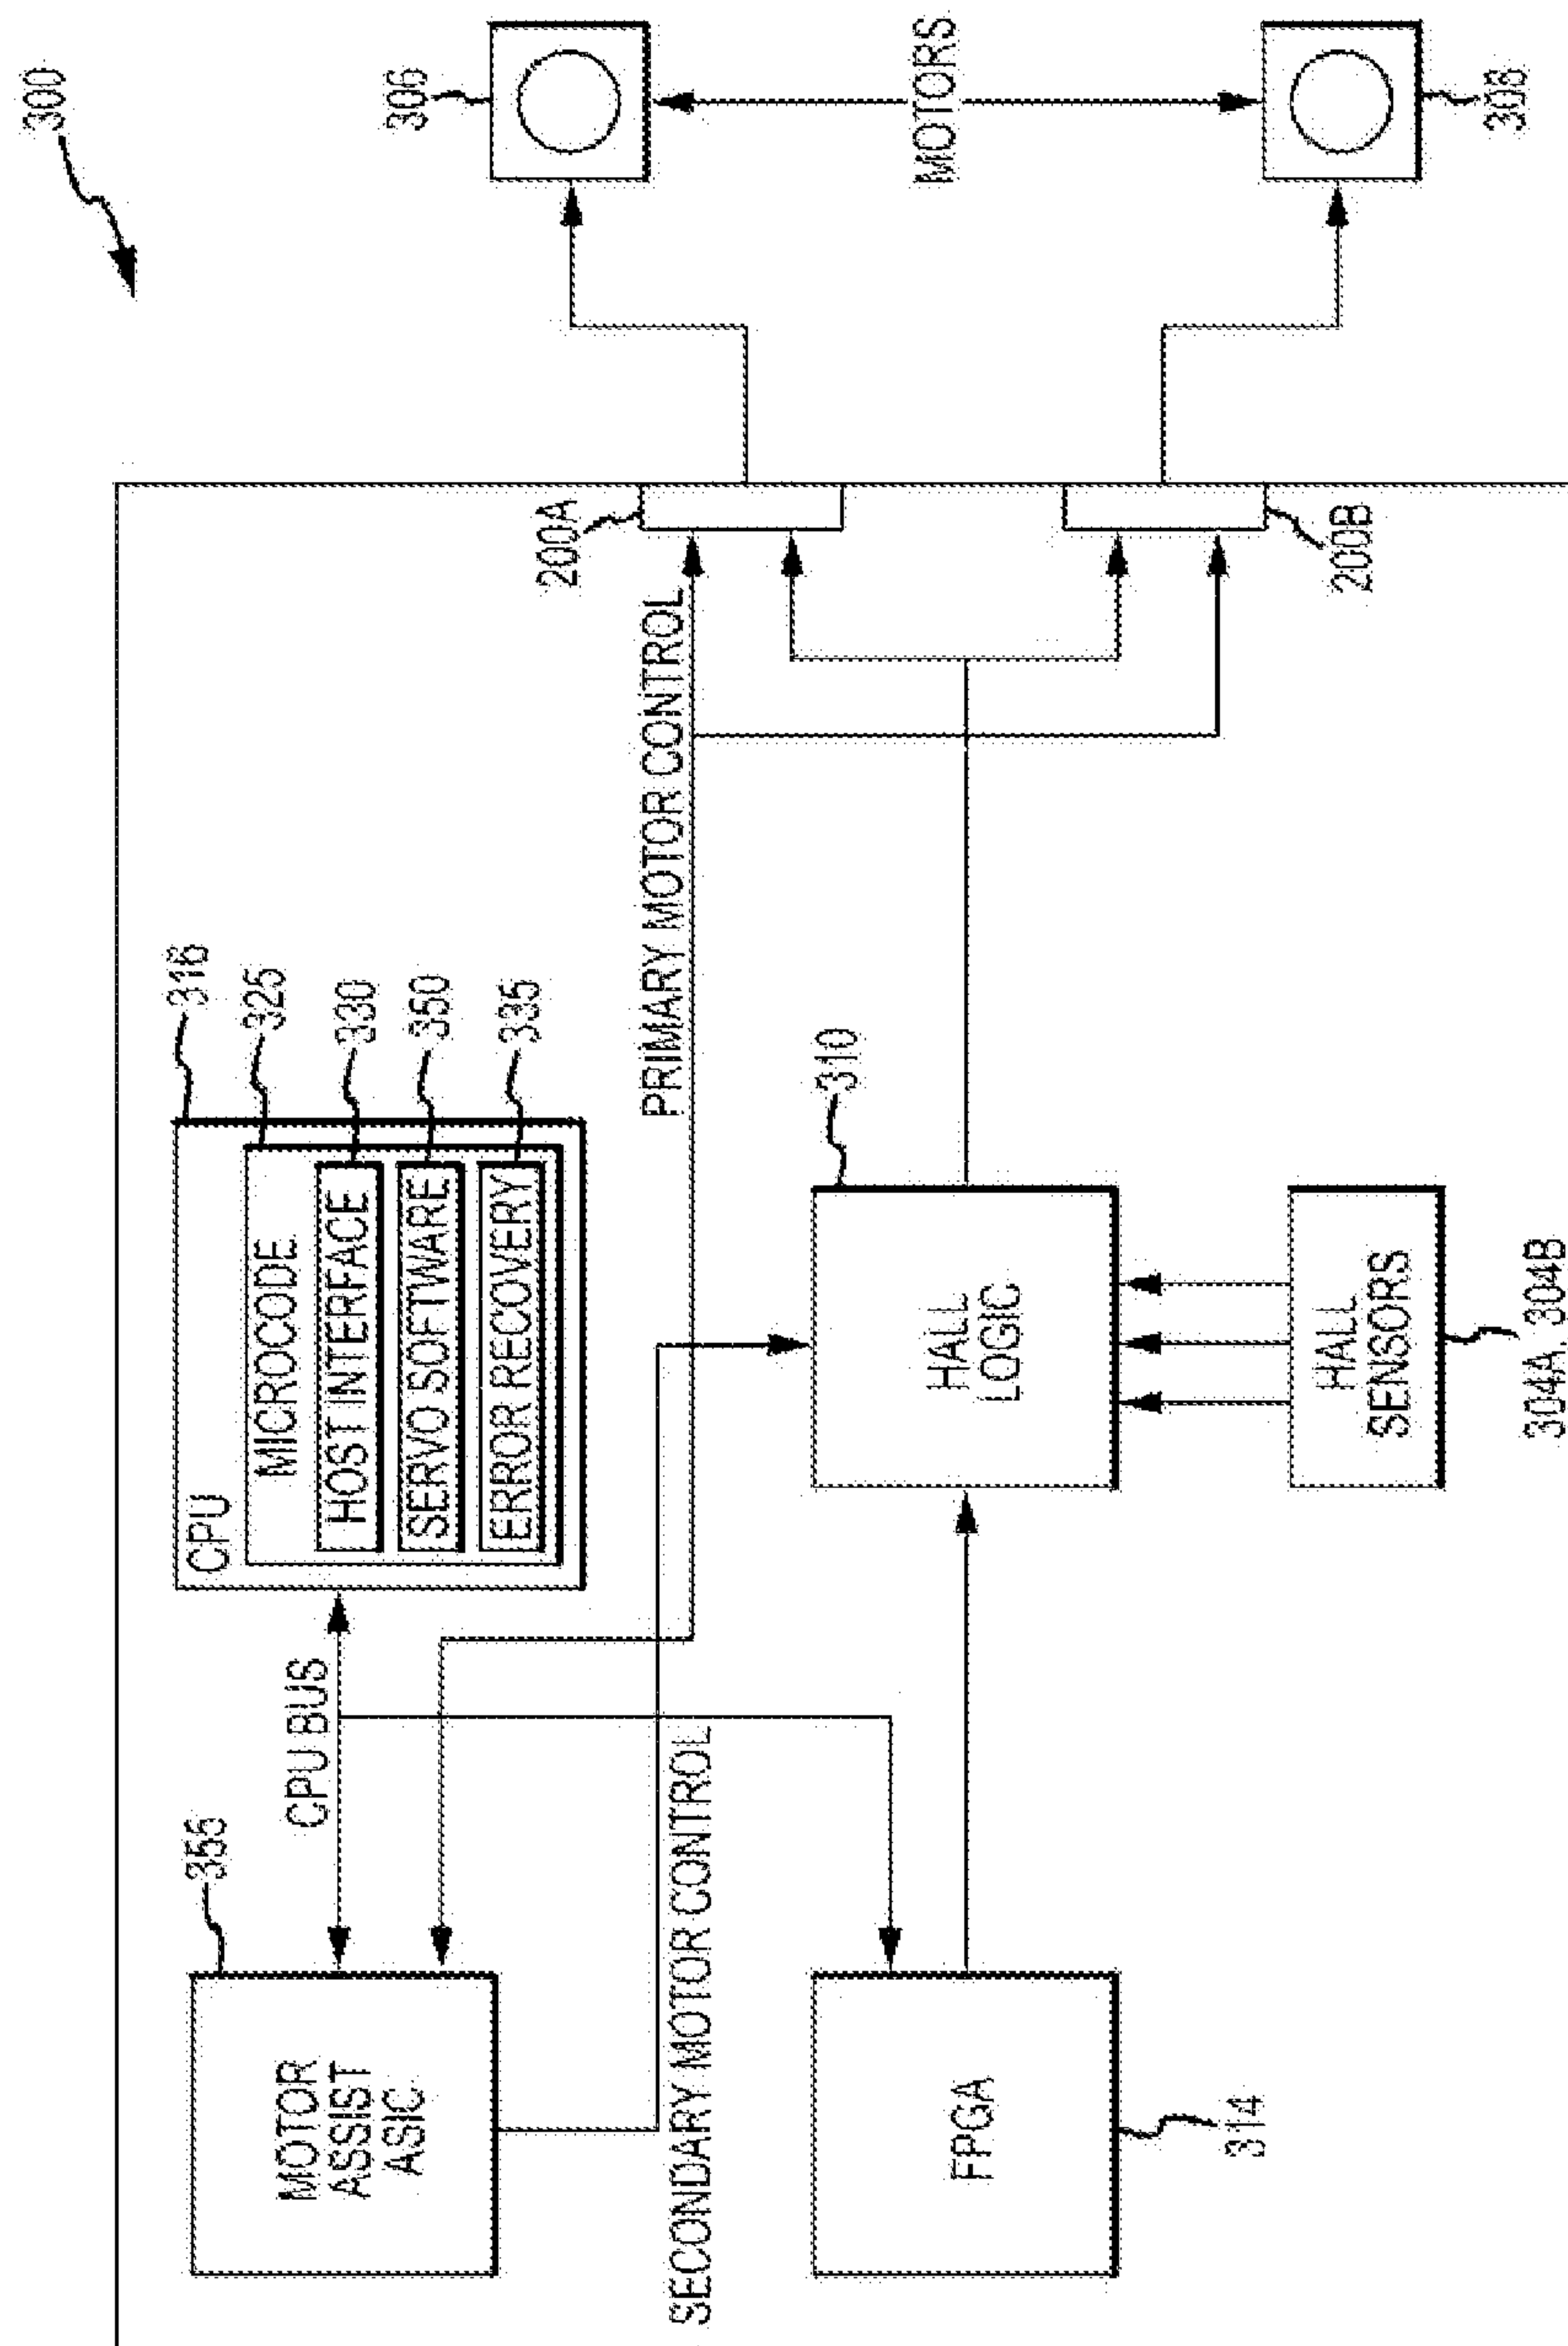 300
306
MOTORS
308
200A
200B
316
325
330
350
335
CPU
MICROCODE
HOST INTERFACE
SERVO SOFTWARE
ERROR RECOVERY
PRIMARY MOTOR CONTROL
310
HALL
LOGIC
HALL
SENSORS
304A, 304B
CPU BUS
355
MOTOR
ASSIST
ASIC
SECONDARY MOTOR CONTROL
FPGA
314